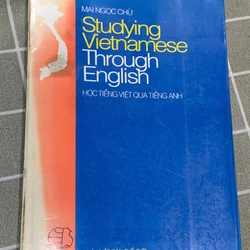 MAI NGỌC CHỪ
Studying
Vietnamese
Through
English
HỌC TIẾNG VIỆT QUA TIẾNG ANH